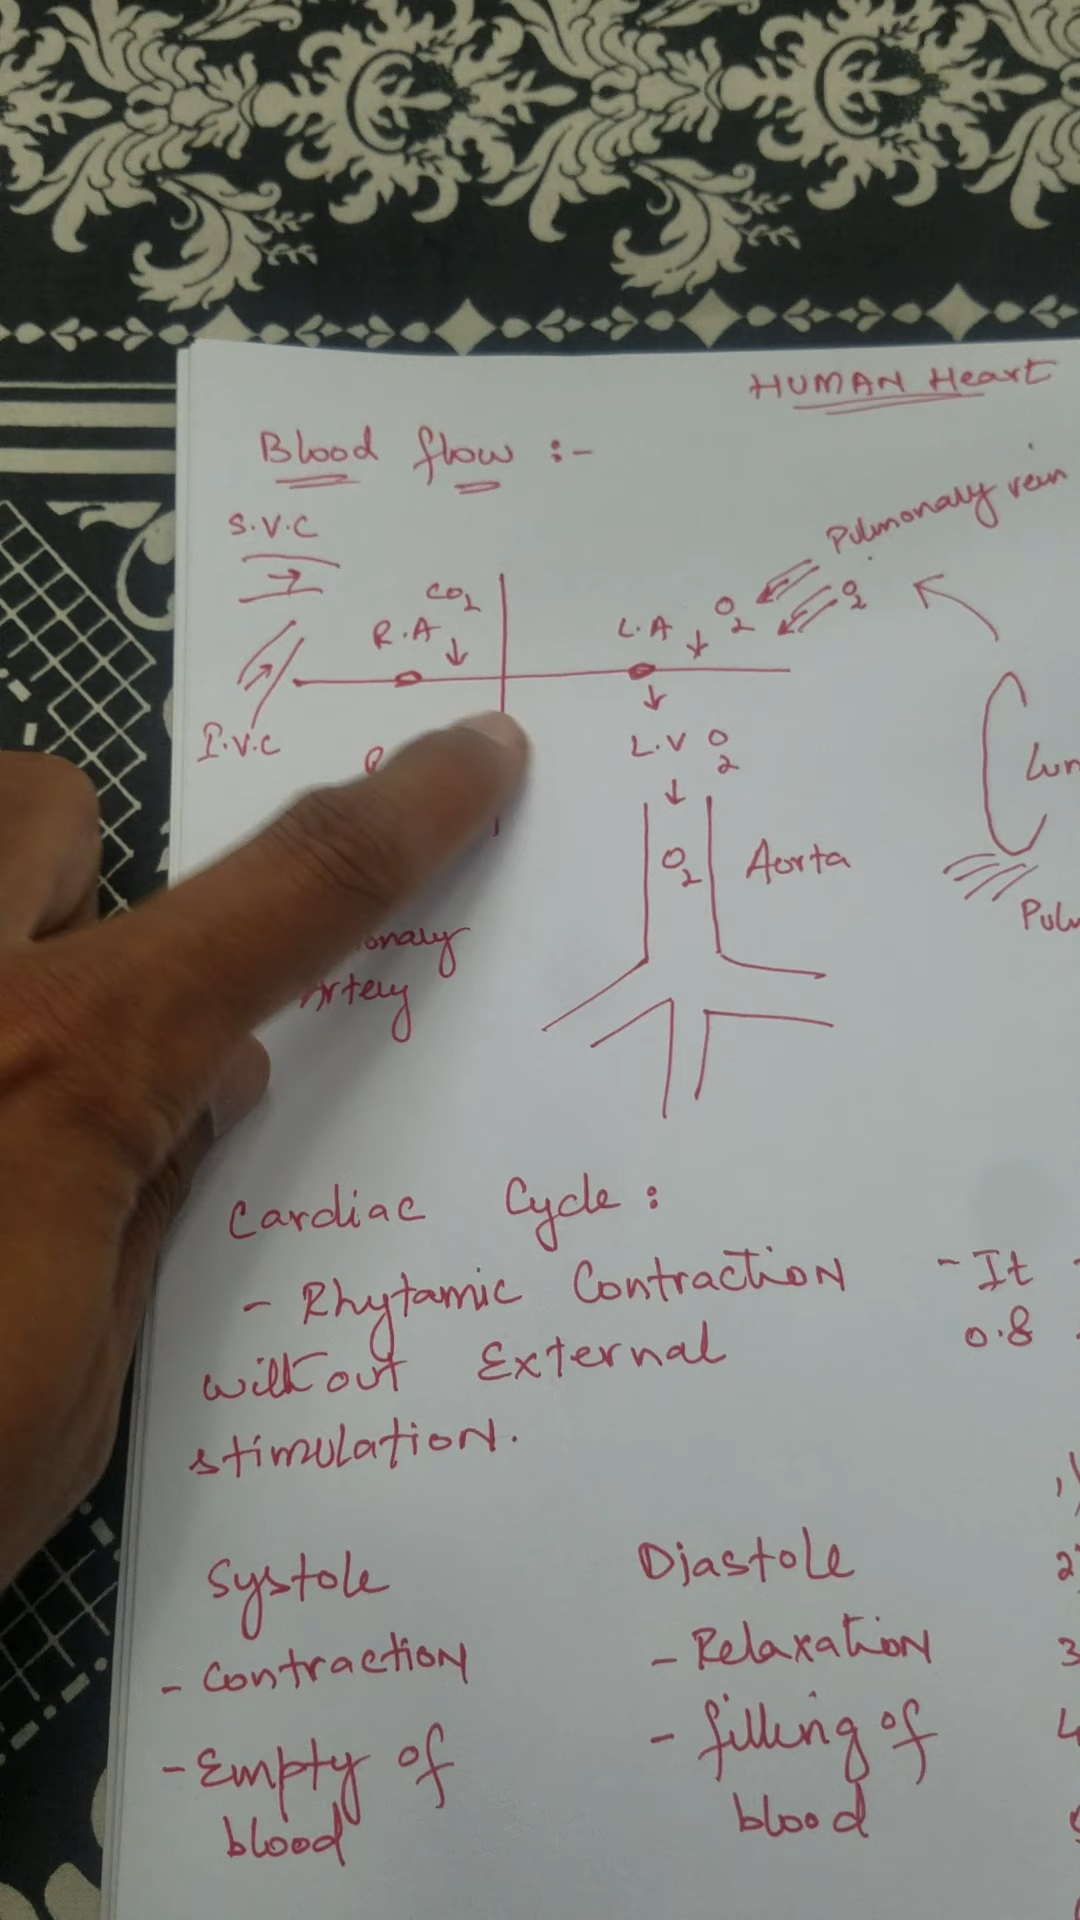 HUMAN Heart
Blood flow :-
S.V.C
Pulmonary vein
CO2
R.A
L.A
O2
O2
I.V.C
L.V O2
O2
Aorta
Artery
Cardiac Cycle :
- Rhytamic Contraction
without External
stimulation.
- It
0.8
Systole
- Contraction
- Empty of
blood
Diastole
- Relaxation
- filling of
blood